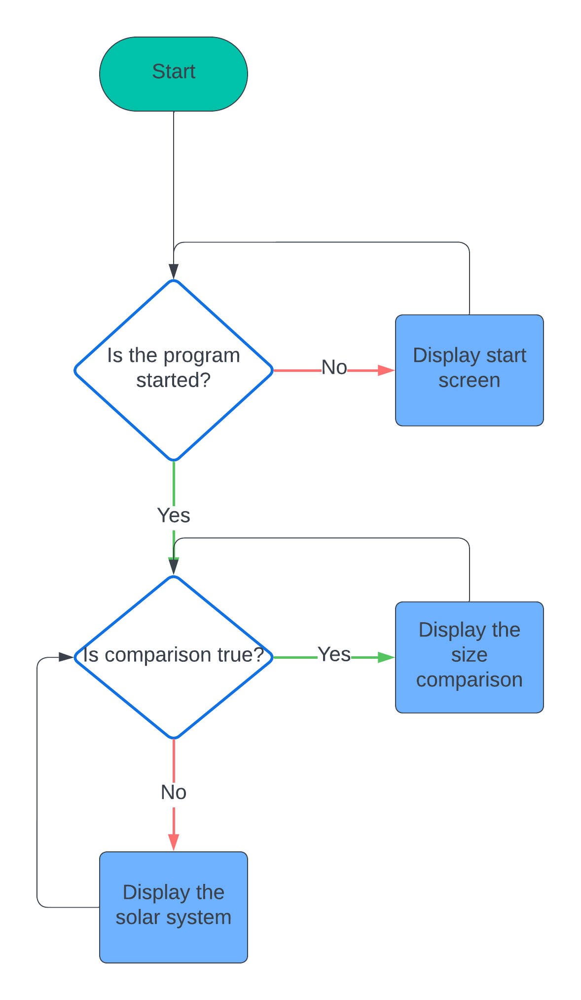 Start
Is the program
started?
No
Display start
screen
Yes
Is comparison true?
Yes
Display the
size
comparison
No
Display the
solar system